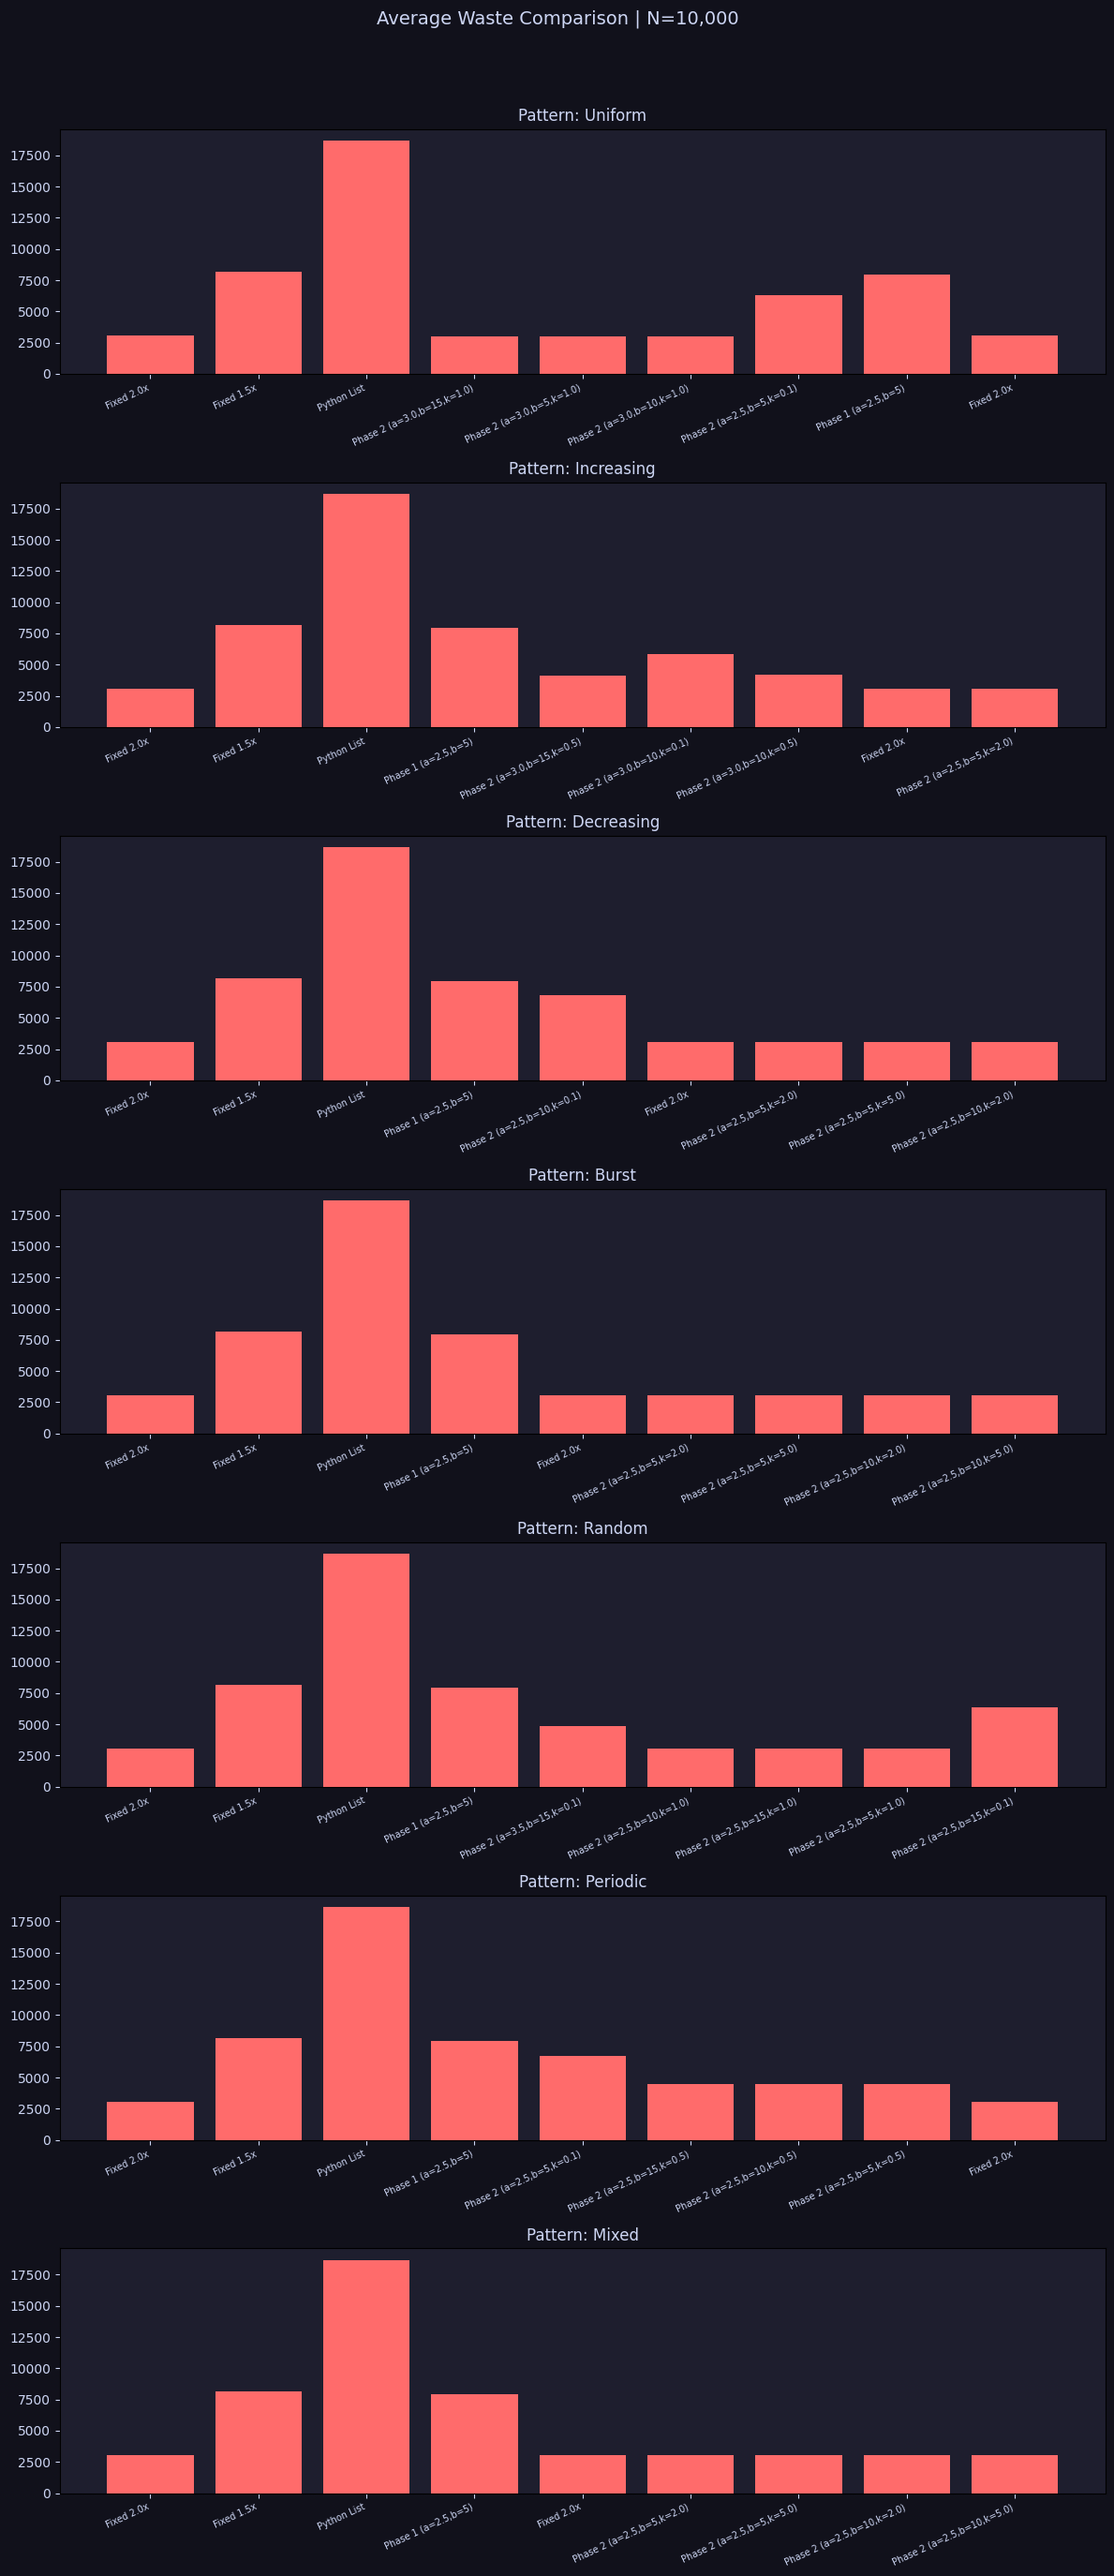 Average Waste Comparison | N=10,000
Pattern: Uniform
17500
15000
12500
10000
7500
5000
2500
0
Fixed 2.0x
Fixed 1.5x
Python List
Phase 2 (a=3.0,b=15,k=1.0)
Phase 2 (a=3.0,b=5,k=1.0)
Phase 2 (a=3.0,b=10,k=1.0)
Phase 2 (a=2.5,b=5,k=0.1)
Phase 1 (a=2.5,b=5)
Fixed 2.0x
Pattern: Increasing
17500
15000
12500
10000
7500
5000
2500
0
Fixed 2.0x
Fixed 1.5x
Python List
Phase 1 (a=2.5,b=5)
Phase 2 (a=3.0,b=15,k=0.5)
Phase 2 (a=3.0,b=10,k=0.1)
Phase 2 (a=3.0,b=10,k=0.5)
Fixed 2.0x
Phase 2 (a=2.5,b=5,k=2.0)
Pattern: Decreasing
17500
15000
12500
10000
7500
5000
2500
0
Fixed 2.0x
Fixed 1.5x
Python List
Phase 1 (a=2.5,b=5)
Phase 2 (a=2.5,b=10,k=0.1)
Fixed 2.0x
Phase 2 (a=2.5,b=5,k=2.0)
Phase 2 (a=2.5,b=5,k=5.0)
Phase 2 (a=2.5,b=10,k=2.0)
Pattern: Burst
17500
15000
12500
10000
7500
5000
2500
0
Fixed 2.0x
Fixed 1.5x
Python List
Phase 1 (a=2.5,b=5)
Fixed 2.0x
Phase 2 (a=2.5,b=5,k=2.0)
Phase 2 (a=2.5,b=5,k=5.0)
Phase 2 (a=2.5,b=10,k=2.0)
Phase 2 (a=2.5,b=10,k=5.0)
Pattern: Random
17500
15000
12500
10000
7500
5000
2500
0
Fixed 2.0x
Fixed 1.5x
Python List
Phase 1 (a=2.5,b=5)
Phase 2 (a=3.5,b=15,k=0.1)
Phase 2 (a=2.5,b=10,k=1.0)
Phase 2 (a=2.5,b=15,k=1.0)
Phase 2 (a=2.5,b=5,k=1.0)
Phase 2 (a=2.5,b=15,k=0.1)
Pattern: Periodic
17500
15000
12500
10000
7500
5000
2500
0
Fixed 2.0x
Fixed 1.5x
Python List
Phase 1 (a=2.5,b=5)
Phase 2 (a=2.5,b=5,k=0.1)
Phase 2 (a=2.5,b=15,k=0.5)
Phase 2 (a=2.5,b=10,k=0.5)
Phase 2 (a=2.5,b=5,k=0.5)
Fixed 2.0x
Pattern: Mixed
17500
15000
12500
10000
7500
5000
2500
0
Fixed 2.0x
Fixed 1.5x
Python List
Phase 1 (a=2.5,b=5)
Fixed 2.0x
Phase 2 (a=2.5,b=5,k=2.0)
Phase 2 (a=2.5,b=5,k=5.0)
Phase 2 (a=2.5,b=10,k=2.0)
Phase 2 (a=2.5,b=10,k=5.0)